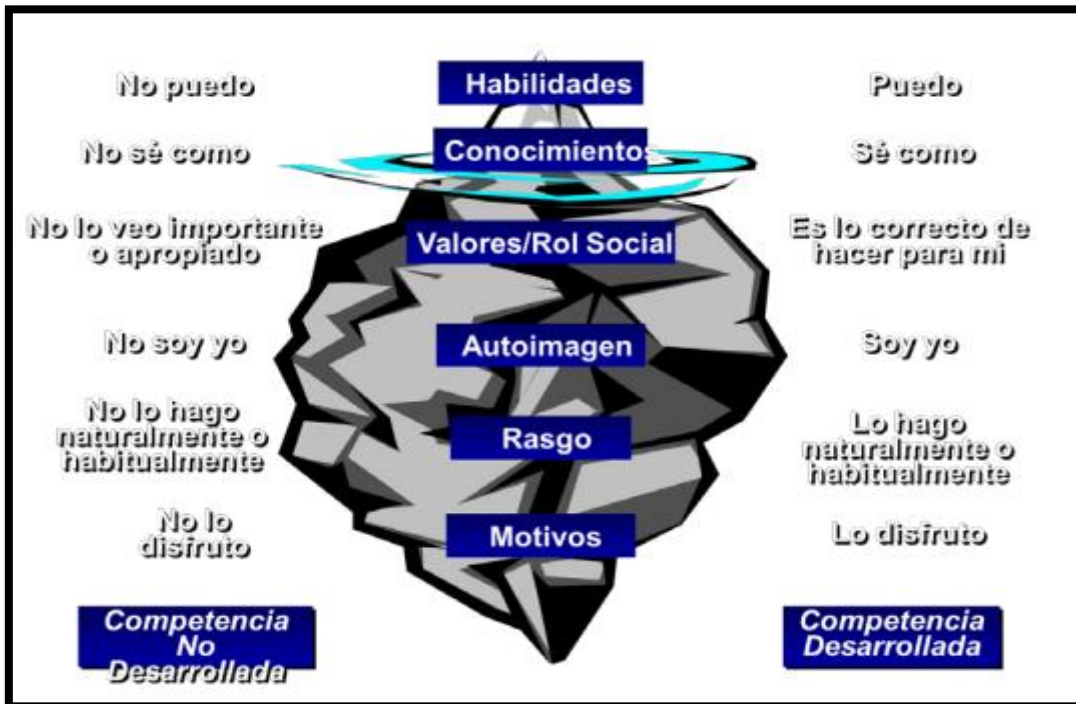 No puedo
Habilidades
Puedo
No sé como
Conocimientos
Sé como
No lo veo importante
o apropiado
Valores/Rol Social
Es lo correcto de
hacer para mi
No soy yo
Autoimagen
Soy yo
No lo hago
naturalmente o
habitualmente
Rasgo
Lo hago
naturalmente o
habitualmente
No lo
disfruto
Motivos
Lo disfruto
Competencia
No
Desarrollada
Competencia
Desarrollada